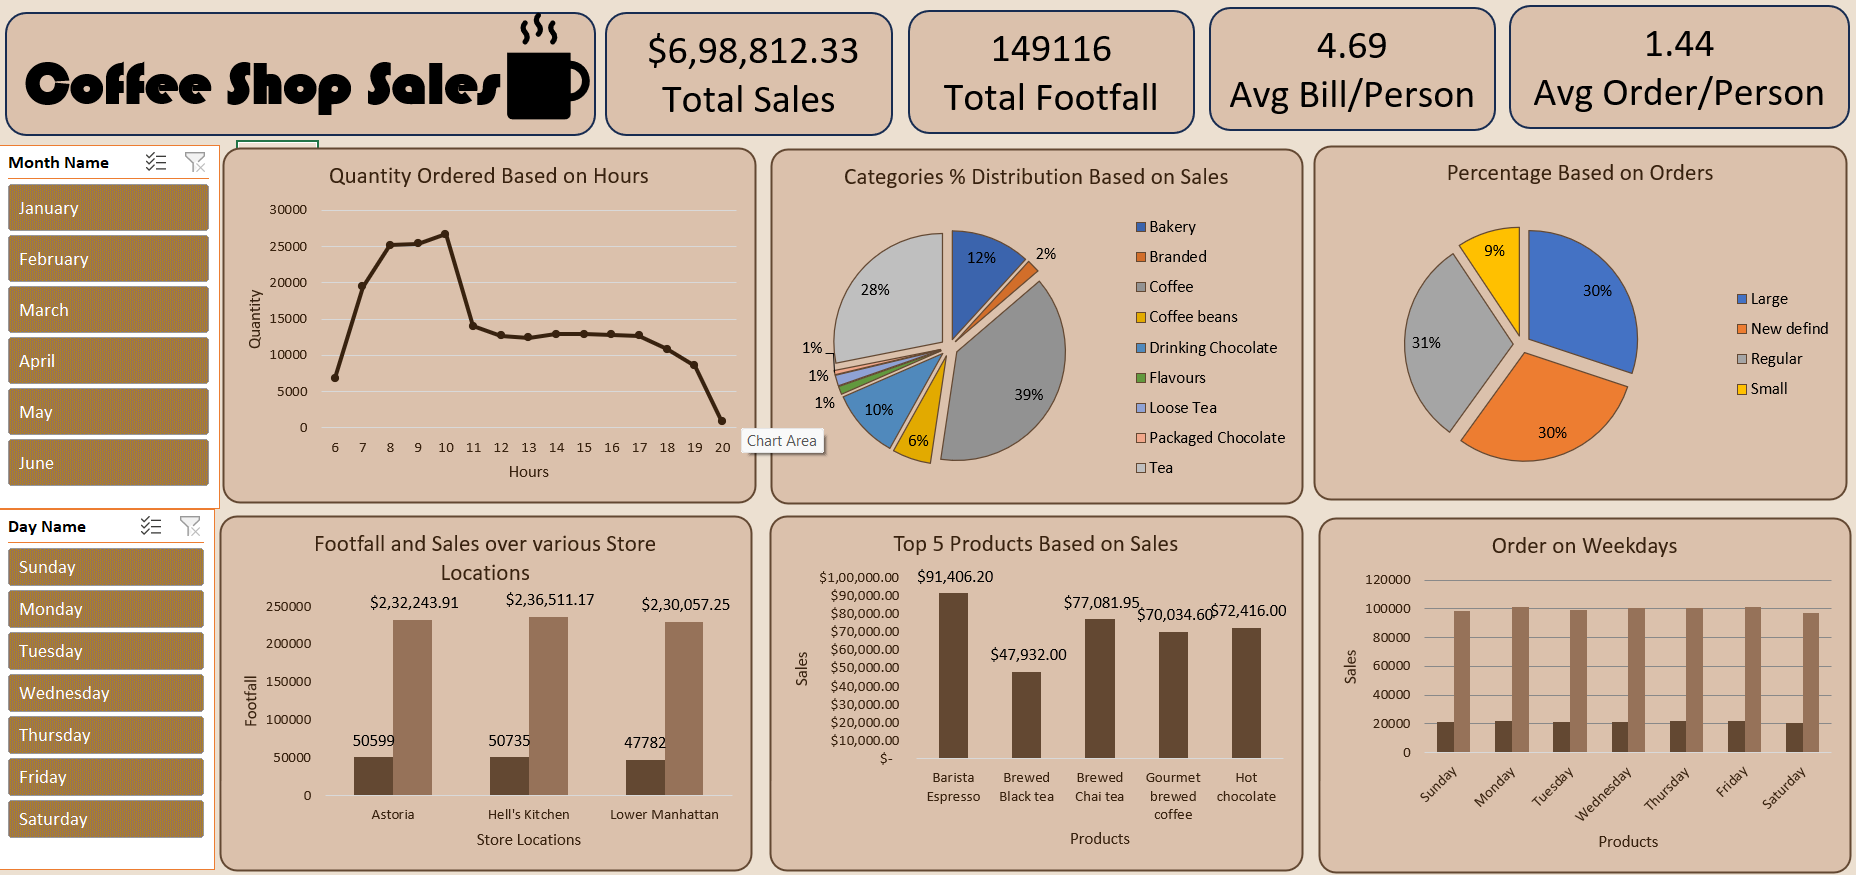 Coffee Shop Sales
$6,98,812.33
Total Sales
149116
Total Footfall
4.69
Avg Bill/Person
1.44
Avg Order/Person
Month Name
January
February
March
April
May
June
Day Name
Sunday
Monday
Tuesday
Wednesday
Thursday
Friday
Saturday
Quantity Ordered Based on Hours
30000
25000
20000
15000
10000
5000
0
Quantity
6 7 8 9 10 11 12 13 14 15 16 17 18 19 20
Hours
Chart Area
Categories % Distribution Based on Sales
12%
2%
39%
6%
10%
1%
1%
1%
28%
Bakery
Branded
Coffee
Coffee beans
Drinking Chocolate
Flavours
Loose Tea
Packaged Chocolate
Tea
Percentage Based on Orders
9%
30%
31%
30%
Large
New defind
Regular
Small
Footfall and Sales over various Store
Locations
250000
200000
150000
100000
50000
0
Footfall
$2,32,243.91
$2,36,511.17
$2,30,057.25
50599
50735
47782
Astoria
Hell's Kitchen
Lower Manhattan
Store Locations
Top 5 Products Based on Sales
$1,00,000.00
$90,000.00
$80,000.00
$70,000.00
$60,000.00
$50,000.00
$40,000.00
$30,000.00
$20,000.00
$10,000.00
$-
Sales
$91,406.20
$47,932.00
$77,081.95
$70,034.60
$72,416.00
Barista
Espresso
Brewed
Black tea
Brewed
Chai tea
Gourmet
brewed
coffee
Hot
chocolate
Products
Order on Weekdays
120000
100000
80000
60000
40000
20000
0
Sales
Sunday
Monday
Tuesday
Wednesday
Thursday
Friday
Saturday
Products